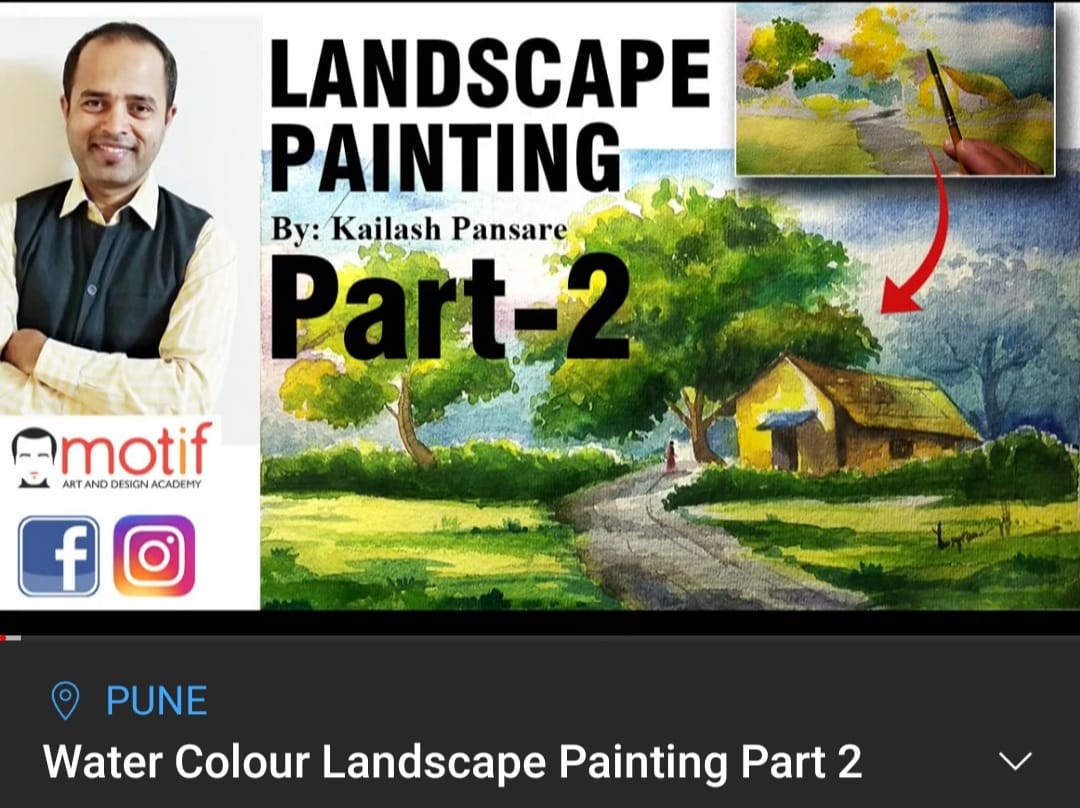 LANDSCAPE
PAINTING
By: Kailash Pansare
Part-2
motif
ART AND DESIGN ACADEMY
f
PUNE
Water Colour Landscape Painting Part 2